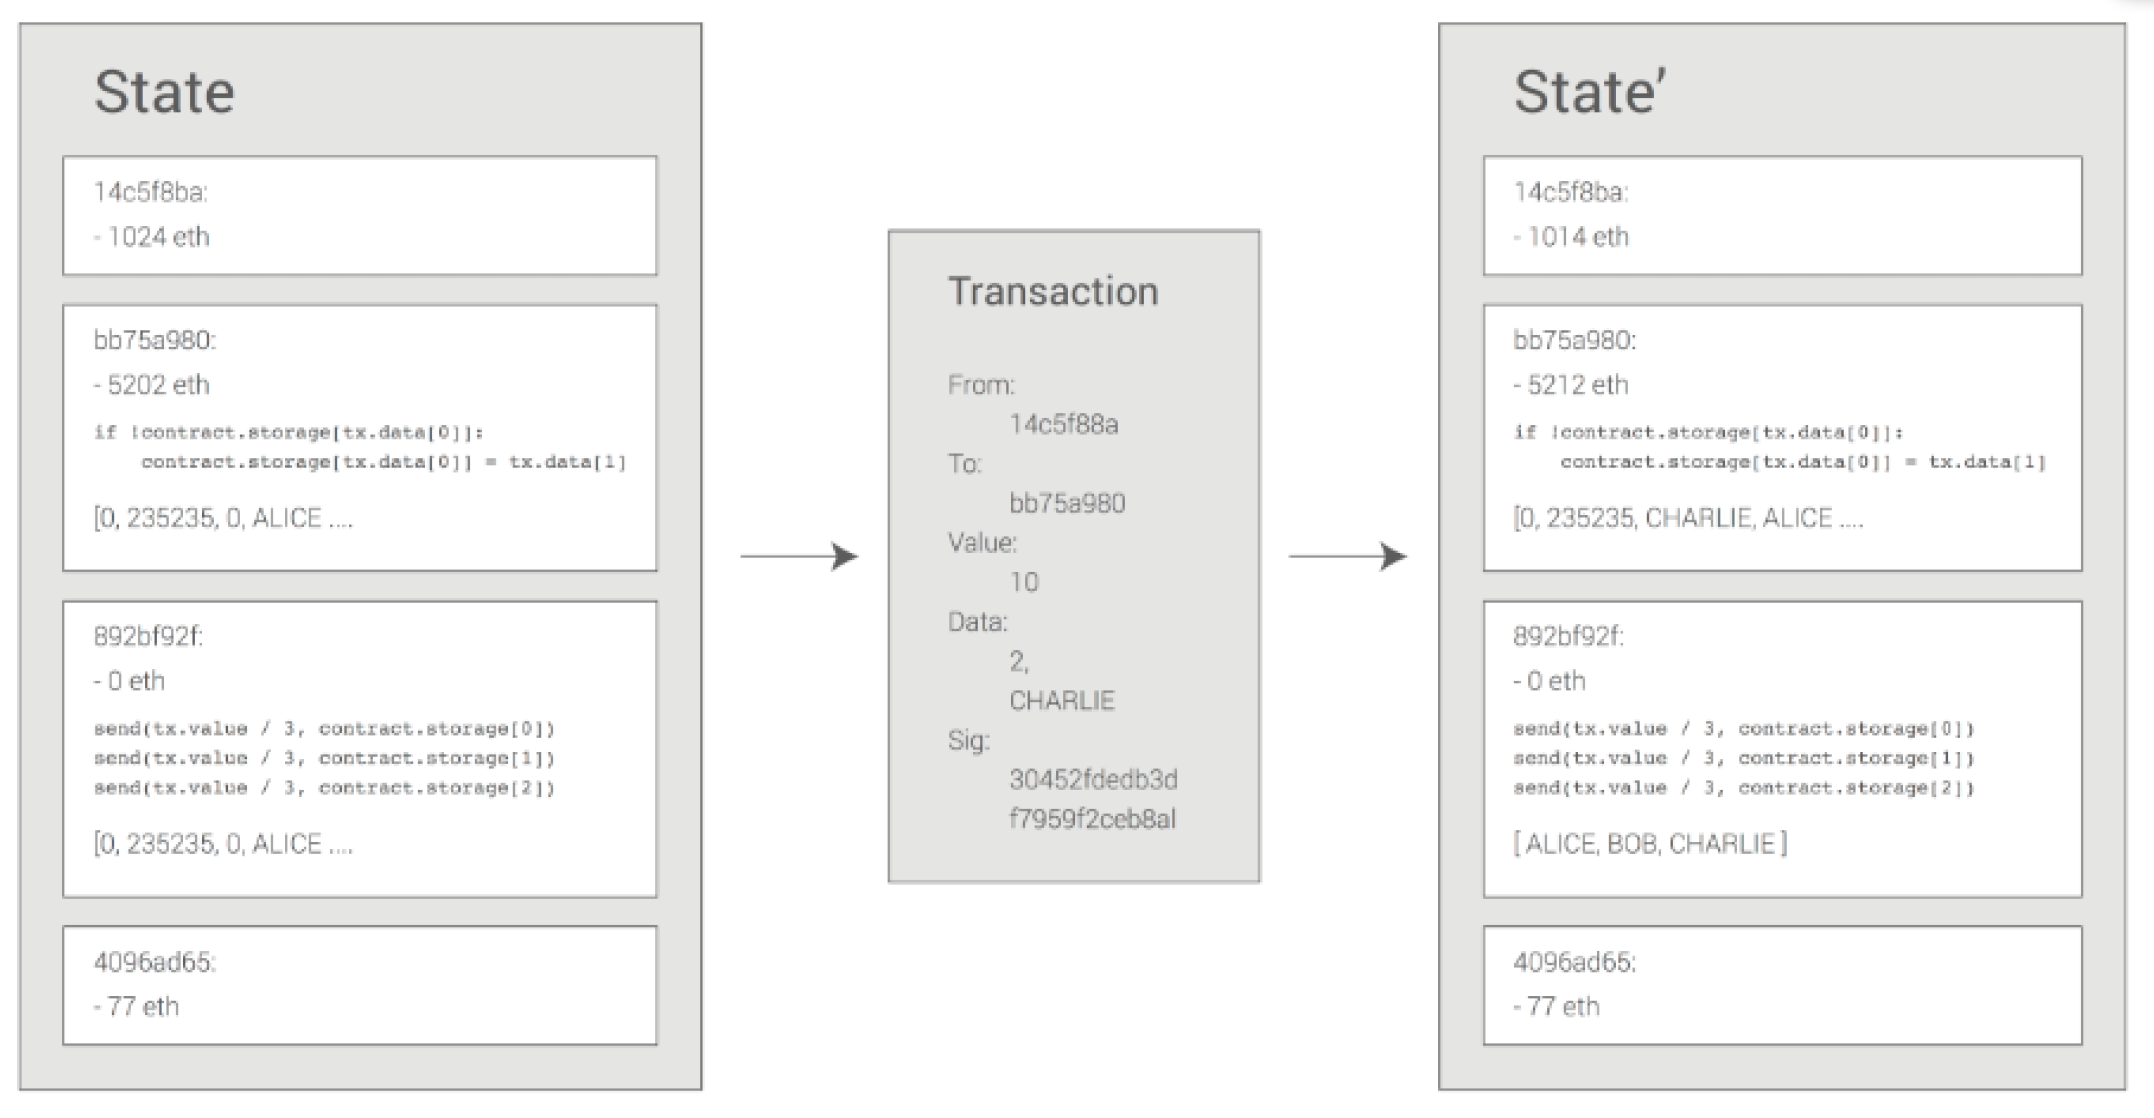 State
14c5f8ba:
- 1024 eth
bb75a980:
- 5202 eth
if !contract.storage[tx.data[0]]:
contract.storage[tx.data[0]] = tx.data[1]
[0, 235235, 0, ALICE ....
892bf92f:
- 0 eth
send(tx.value / 3, contract.storage[0])
send(tx.value / 3, contract.storage[1])
send(tx.value / 3, contract.storage[2])
[0, 235235, 0, ALICE ....
4096ad65:
- 77 eth
Transaction
From:
14c5f88a
To:
bb75a980
Value:
10
Data:
2,
CHARLIE
Sig:
30452fdedb3d
f7959f2ceb8al
State’
14c5f8ba:
- 1014 eth
bb75a980:
- 5212 eth
if !contract.storage[tx.data[0]]:
contract.storage[tx.data[0]] = tx.data[1]
[0, 235235, CHARLIE, ALICE ....
892bf92f:
- 0 eth
send(tx.value / 3, contract.storage[0])
send(tx.value / 3, contract.storage[1])
send(tx.value / 3, contract.storage[2])
[ ALICE, BOB, CHARLIE ]
4096ad65:
- 77 eth